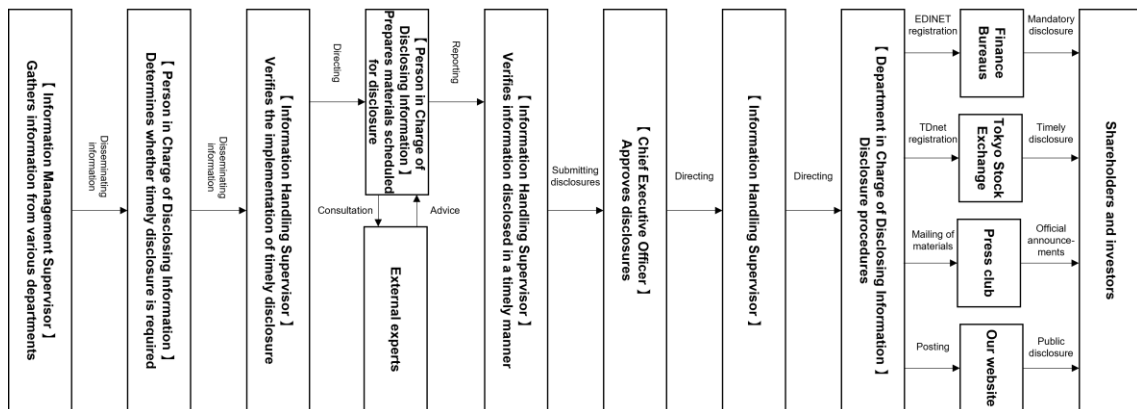 【 Information Management Supervisor 】
Gathers information from various departments
Disseminating
information
【 Person in Charge of Disclosing Information 】
Determines whether timely disclosure is required
Disseminating
information
【 Information Handling Supervisor 】
Verifies the implementation of timely disclosure
Directing
【 Person in Charge of
Disclosing Information 】
Prepares materials scheduled
for disclosure
Consultation
Advice
External experts
Reporting
【 Information Handling Supervisor 】
Verifies information disclosed in a timely manner
Submitting
disclosures
【 Chief Executive Officer 】
Approves disclosures
Directing
【 Information Handling Supervisor 】
Directing
【 Department in Charge of Disclosing Information 】
Disclosure procedures
EDINET
registration
Finance
Bureaus
Mandatory
disclosure
TDnet
registration
Tokyo Stock
Exchange
Timely
disclosure
Mailing of
materials
Press club
Official
announce-
ments
Posting
Our website
Public
disclosure
Shareholders and investors